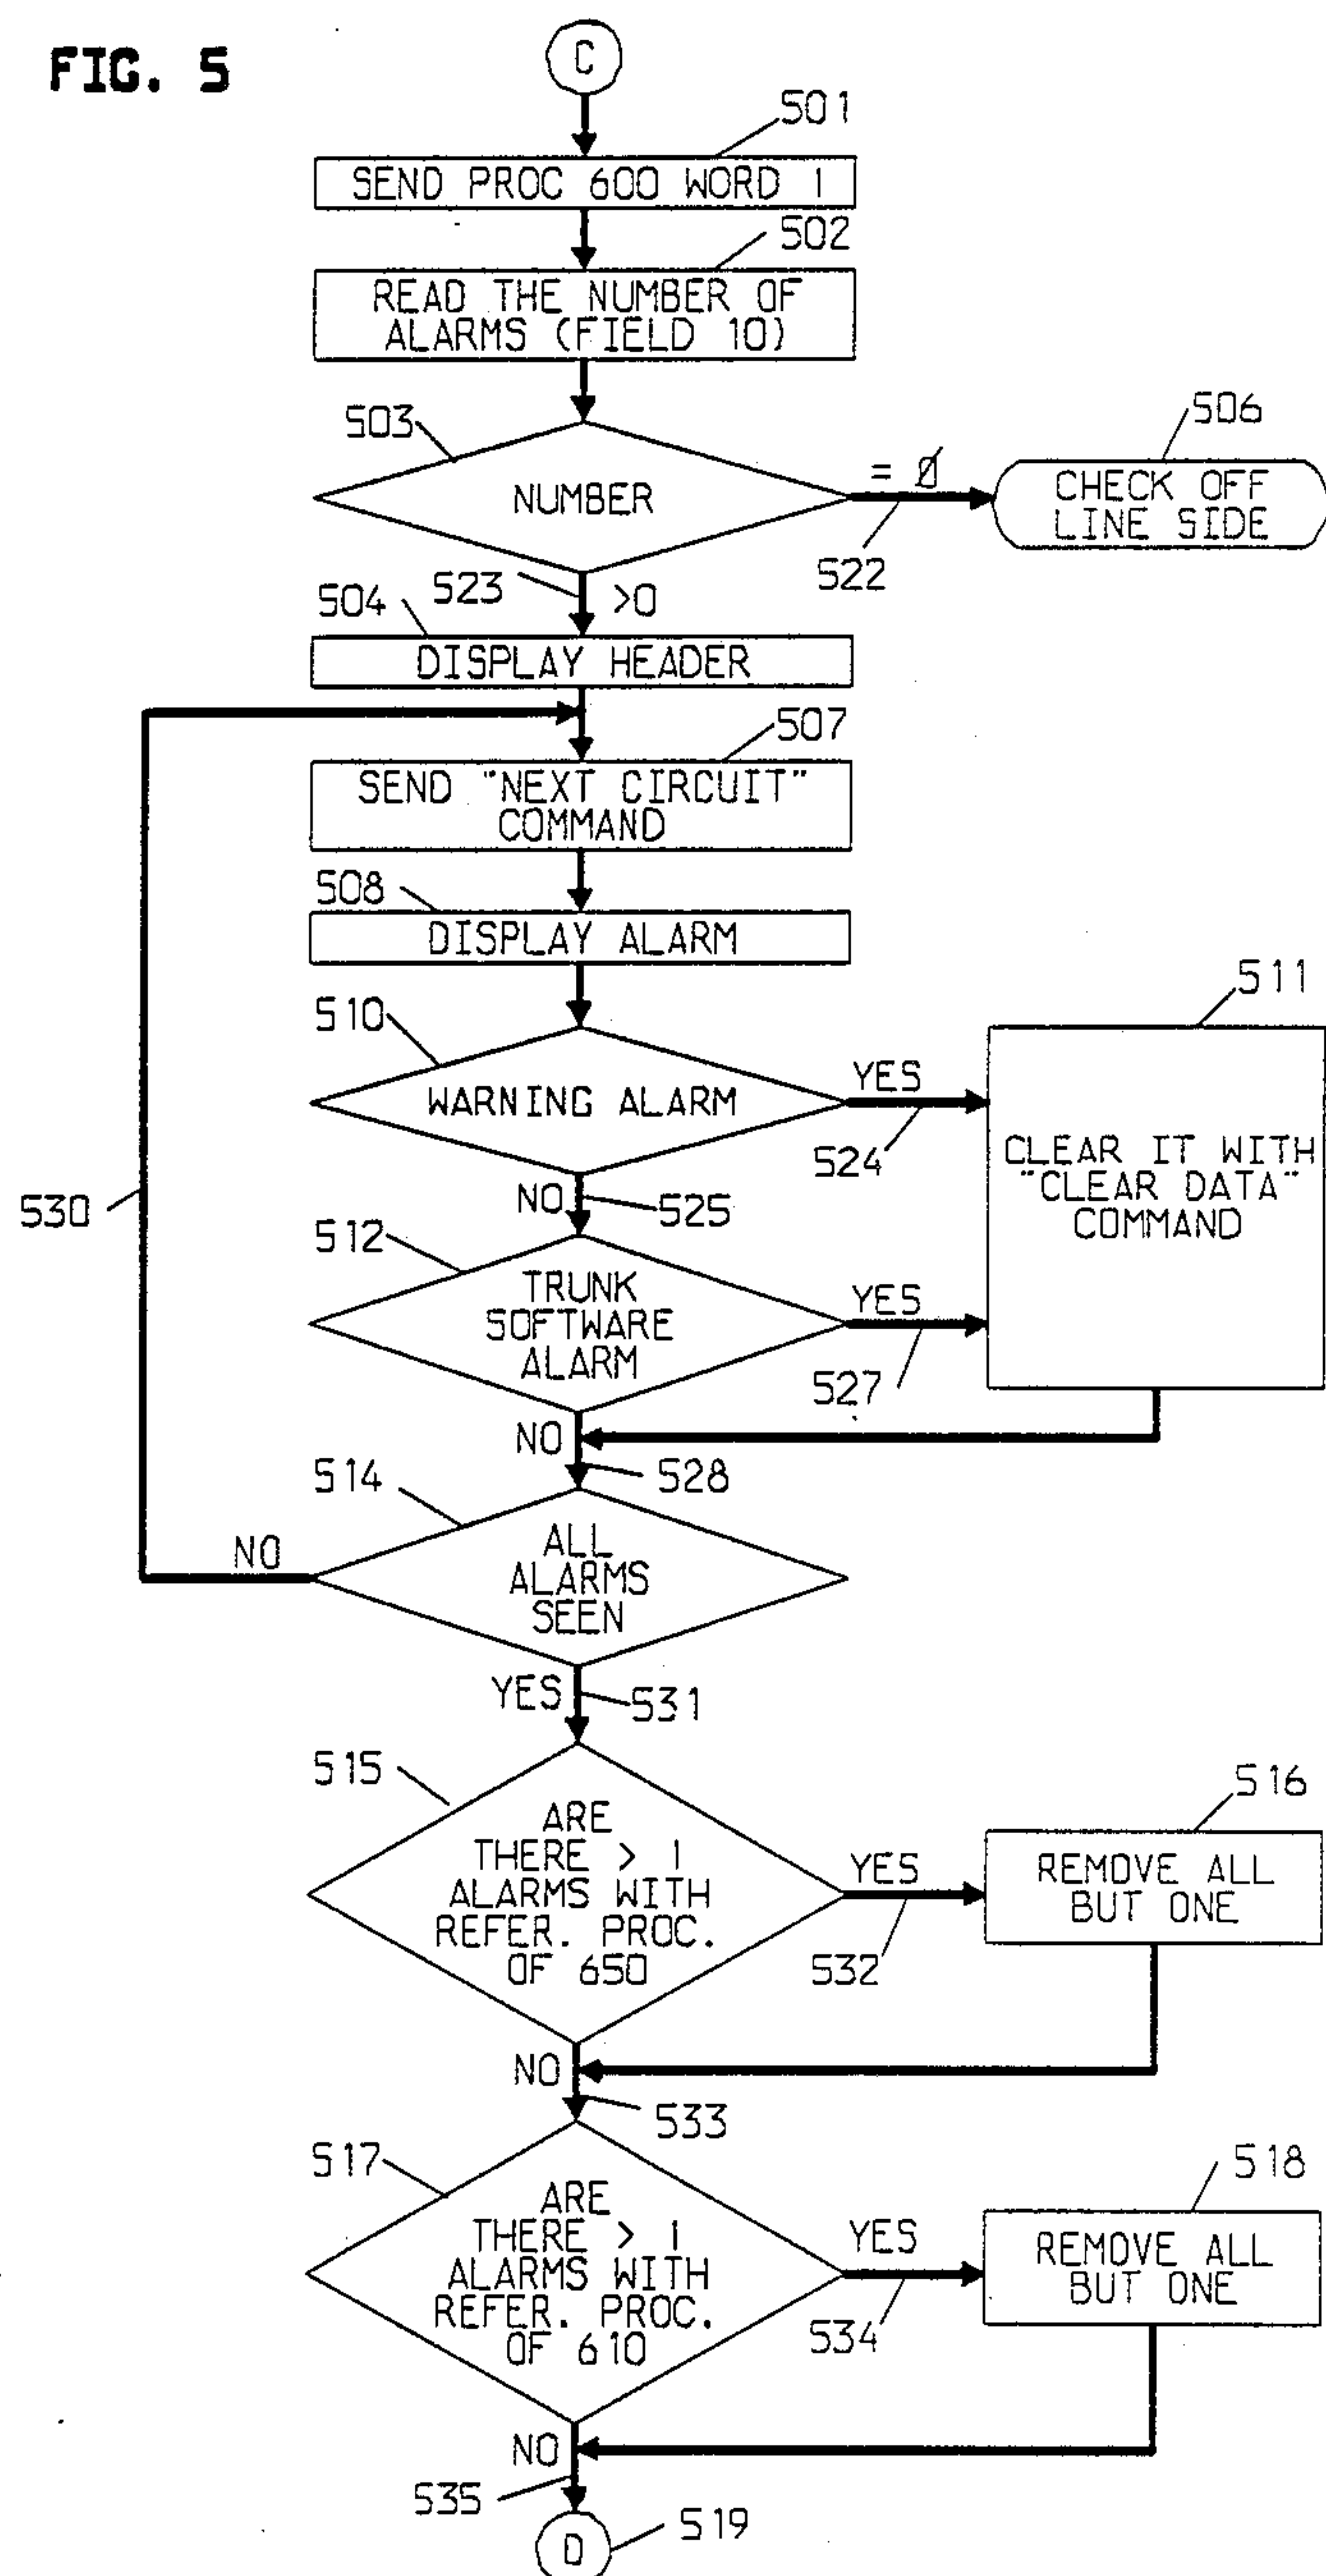 FIG. 5
C
501
SEND PROC 600 WORD 1
502
READ THE NUMBER OF
ALARMS (FIELD 10)
503
NUMBER
= 0
522
506
CHECK OFF
LINE SIDE
523
>0
504
DISPLAY HEADER
507
SEND "NEXT CIRCUIT"
COMMAND
508
DISPLAY ALARM
510
WARNING ALARM
YES
524
511
CLEAR IT WITH
"CLEAR DATA"
COMMAND
NO
525
530
512
TRUNK
SOFTWARE
ALARM
YES
527
NO
528
514
ALL
ALARMS
SEEN
NO
YES
531
515
ARE
THERE > 1
ALARMS WITH
REFER. PROC.
OF 650
YES
532
516
REMOVE ALL
BUT ONE
NO
533
517
ARE
THERE > 1
ALARMS WITH
REFER. PROC.
OF 610
YES
534
518
REMOVE ALL
BUT ONE
NO
535
D
519